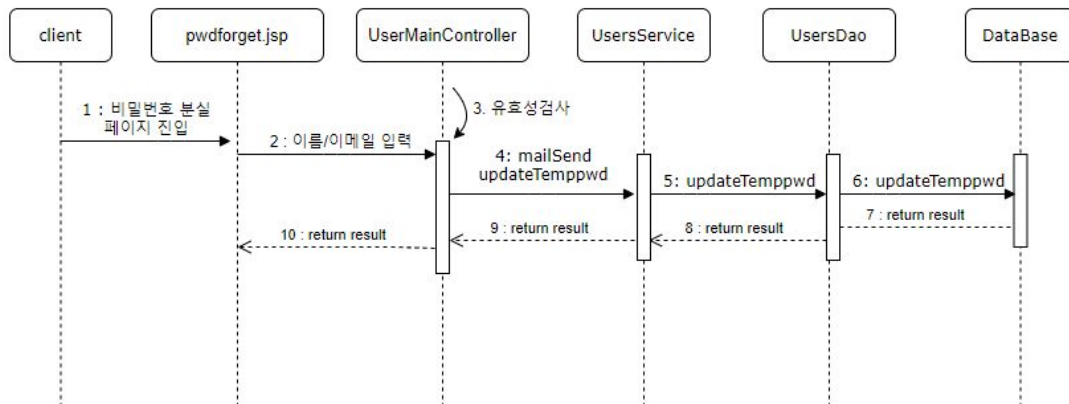 client
pwdforget.jsp
UserMainController
UsersService
UsersDao
DataBase
1 : 비밀번호 분실
페이지 진입
2 : 이름/이메일 입력
3. 유효성검사
4: mailSend
updateTemppwd
5: updateTemppwd
6: updateTemppwd
7 : return result
8 : return result
9 : return result
10 : return result